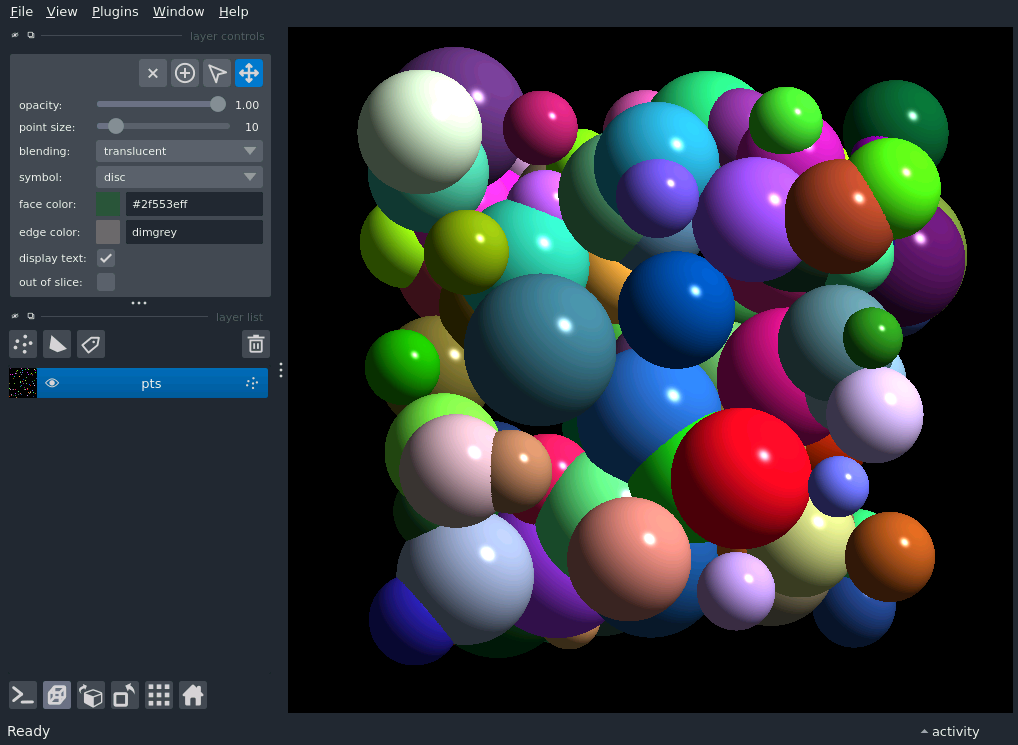 File View Plugins Window Help
layer controls
opacity: 1.00
point size: 10
blending: translucent
symbol: disc
face color: #2f553eff
edge color: dimgrey
display text:
out of slice:
layer list
pts
Ready
activity